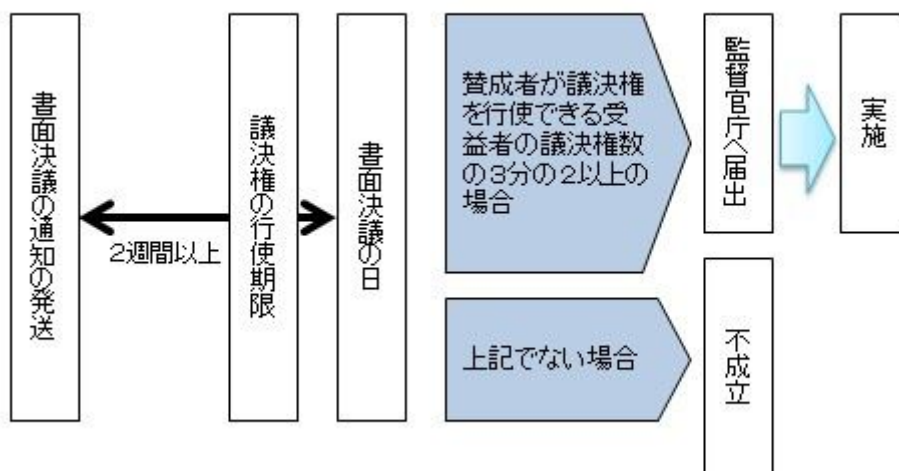 書面決議の通知の発送
2週間以上
議決権の行使期限
書面決議の日
賛成者が議決権
を行使できる受
益者の議決権数
の3分の2以上の
場合
監督官庁へ届出
実施
上記でない場合
不成立